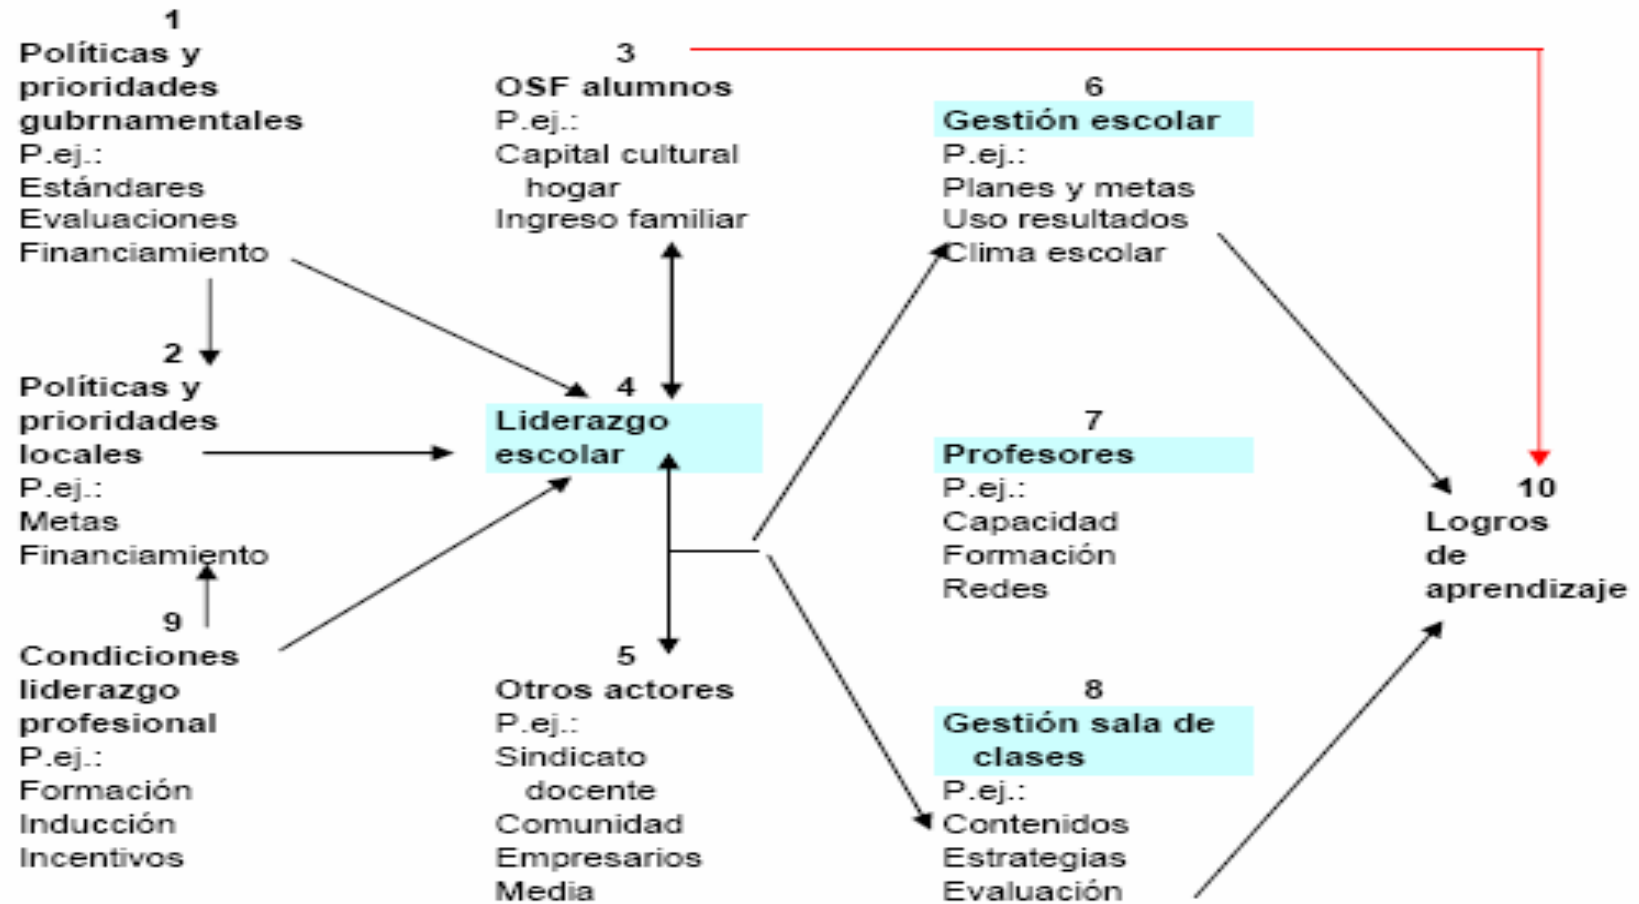 1
Políticas y
prioridades
gubrnamentales
P.ej.:
Estándares
Evaluaciones
Financiamiento
2
Políticas y
prioridades
locales
P.ej.:
Metas
Financiamiento
9
Condiciones
liderazgo
profesional
P.ej.:
Formación
Inducción
Incentivos
3
OSF alumnos
P.ej.:
Capital cultural
hogar
Ingreso familiar
4
Liderazgo
escolar
5
Otros actores
P.ej.:
Sindicato
docente
Comunidad
Empresarios
Media
6
Gestión escolar
P.ej.:
Planes y metas
Uso resultados
Clima escolar
7
Profesores
P.ej.:
Capacidad
Formación
Redes
8
Gestión sala de
clases
P.ej.:
Contenidos
Estrategias
Evaluación
10
Logros
de
aprendizaje